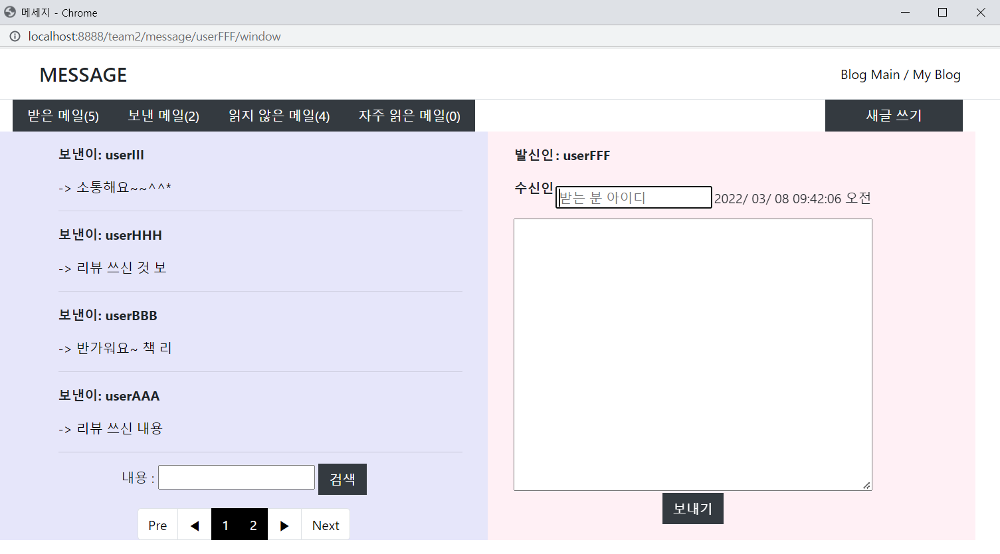 메세지 - Chrome
localhost:8888/team2/message/userFFF/window
MESSAGE
Blog Main / My Blog
받은 메일(5) 보낸 메일(2) 읽지 않은 메일(4) 자주 읽은 메일(0)
새글 쓰기
보낸이: userIII
-> 소통해요~~^^*
보낸이: userHHH
-> 리뷰 쓰신 것 보
보낸이: userBBB
-> 반가워요~ 책 리
보낸이: userAAA
-> 리뷰 쓰신 내용
내용 : 검색
Pre ◀ 1 2 ▶ Next
발신인 : userFFF
수신인 받는 분 아이디 2022/ 03/ 08 09:42:06 오전
보내기